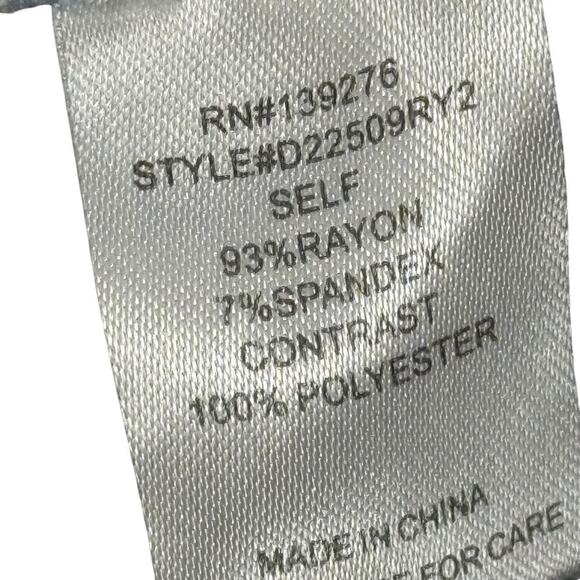 RN#139276
STYLE#D22509RY2
SELF
93%RAYON
7%SPANDEX
CONTRAST
100% POLYESTER
MADE IN CHINA
FOR CARE